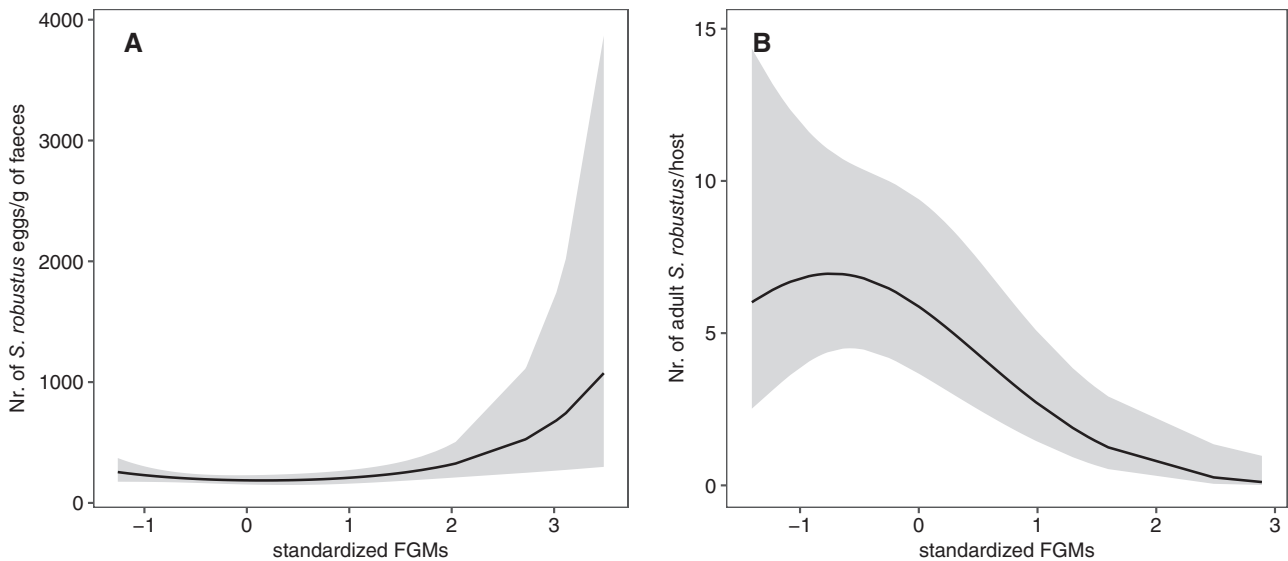 A
Nr. of S. robustus eggs/g of faeces
4000
3000
2000
1000
0
−1 0 1 2 3
standardized FGMs
B
Nr. of adult S. robustus/host
15
10
5
0
−1 0 1 2 3
standardized FGMs